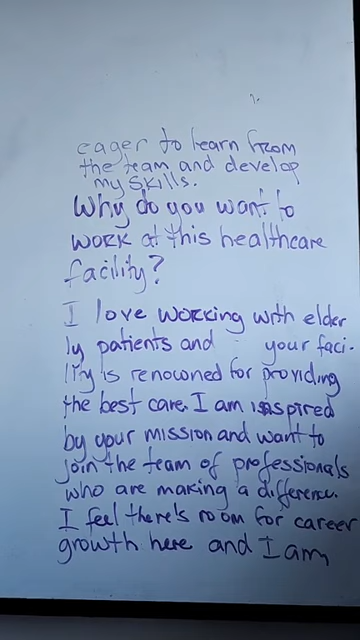 eager to learn from
the team and develop
my skills.
Why do you want to
work at this healthcare
facility?
I love working with elder
ly patients and your faci-
lity is renowned for providing
the best care. I am inspired
by your mission and want to
join the team of professionals
who are making a difference.
I feel there's room for career
growth here and I am